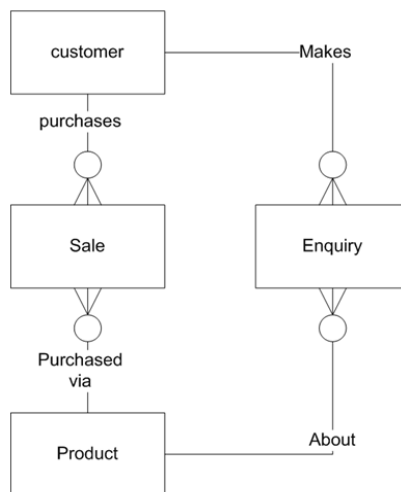 customer
Makes
purchases
Sale
Enquiry
Purchased
via
About
Product